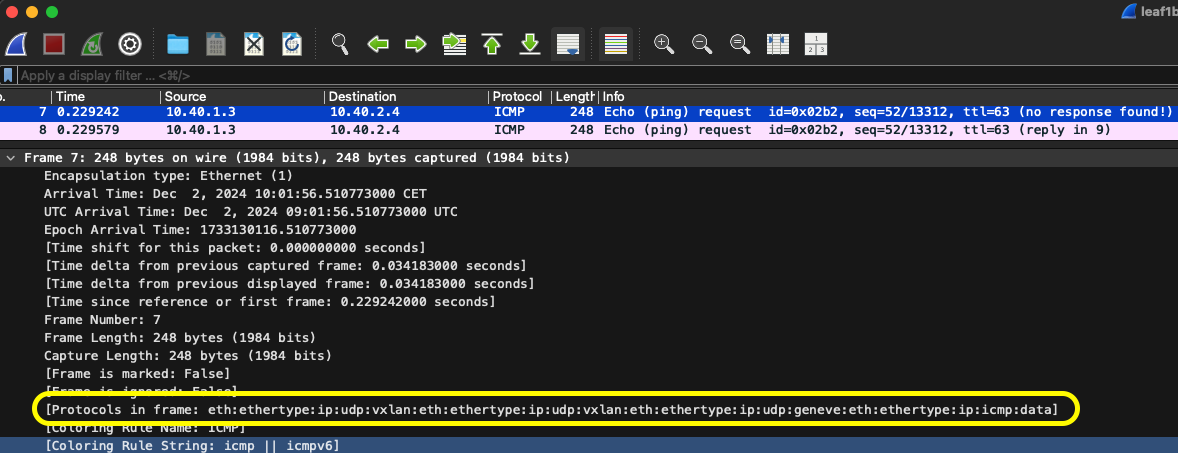 leaf1b
1
2 3
Apply a display filter ... <⌘/>
o. Time Source Destination Protocol Length Info
7 0.229242 10.40.1.3 10.40.2.4 ICMP 248 Echo (ping) request id=0x02b2, seq=52/13312, ttl=63 (no response found!)
8 0.229579 10.40.1.3 10.40.2.4 ICMP 248 Echo (ping) request id=0x02b2, seq=52/13312, ttl=63 (reply in 9)
Frame 7: 248 bytes on wire (1984 bits), 248 bytes captured (1984 bits)
Encapsulation type: Ethernet (1)
Arrival Time: Dec  2, 2024 10:01:56.510773000 CET
UTC Arrival Time: Dec  2, 2024 09:01:56.510773000 UTC
Epoch Arrival Time: 1733130116.510773000
[Time shift for this packet: 0.000000000 seconds]
[Time delta from previous captured frame: 0.034183000 seconds]
[Time delta from previous displayed frame: 0.034183000 seconds]
[Time since reference or first frame: 0.229242000 seconds]
Frame Number: 7
Frame Length: 248 bytes (1984 bits)
Capture Length: 248 bytes (1984 bits)
[Frame is marked: False]
[Frame is ignored: False]
[Protocols in frame: eth:ethertype:ip:udp:vxlan:eth:ethertype:ip:udp:vxlan:eth:ethertype:ip:udp:geneve:eth:ethertype:ip:icmp:data]
[Coloring Rule Name: ICMP]
[Coloring Rule String: icmp || icmpv6]